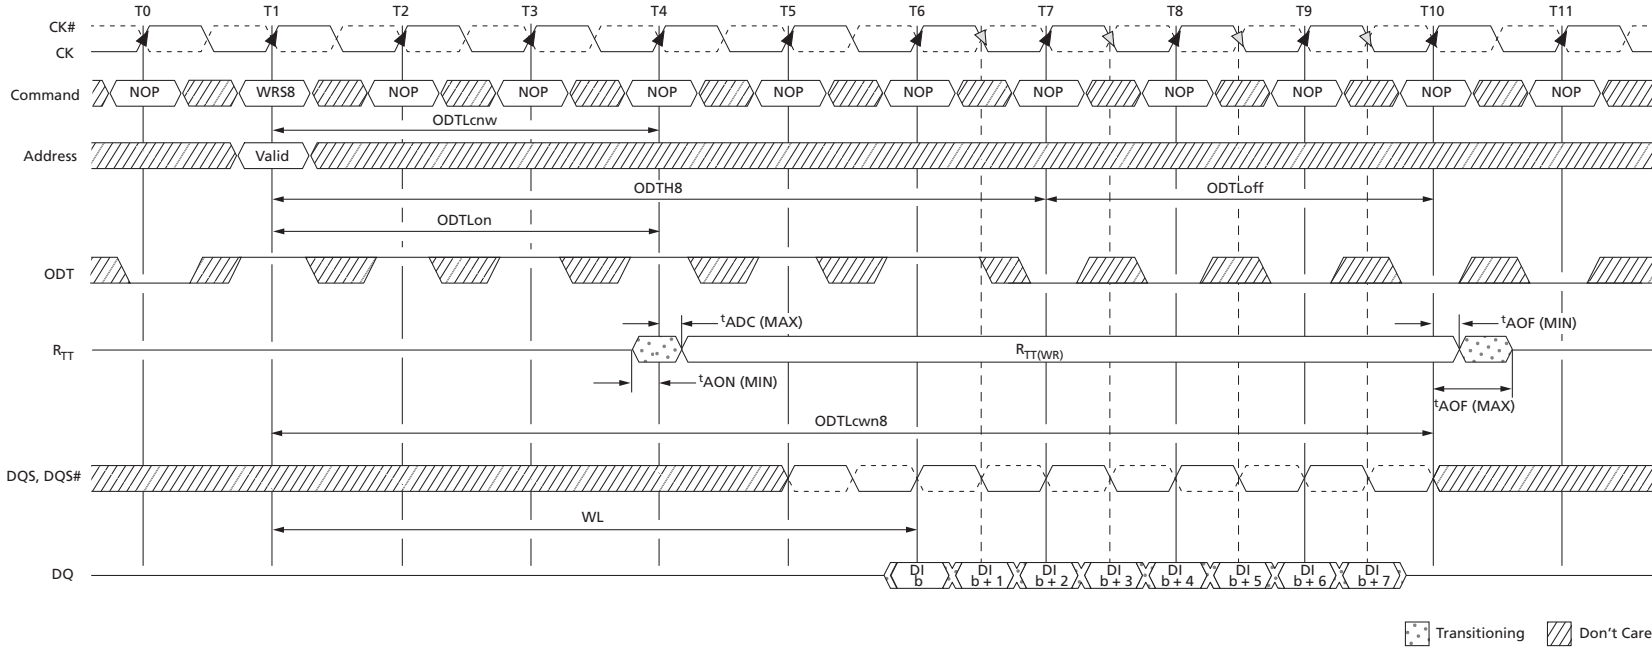 T0 T1 T2 T3 T4 T5 T6 T7 T8 T9 T10 T11
CK#
CK
Command NOP WRS8 NOP NOP NOP NOP NOP NOP NOP NOP NOP NOP
ODTLcnw
Address Valid
ODTH8 ODTLoff
ODTLon
ODT
tADC (MAX) tAOF (MIN)
RTT RTT(WR)
tAON (MIN)
tAOF (MAX)
ODTLcwn8
DQS, DQS#
WL
DQ DI b DI b + 1 DI b + 2 DI b + 3 DI b + 4 DI b + 5 DI b + 6 DI b + 7
Transitioning Don't Care